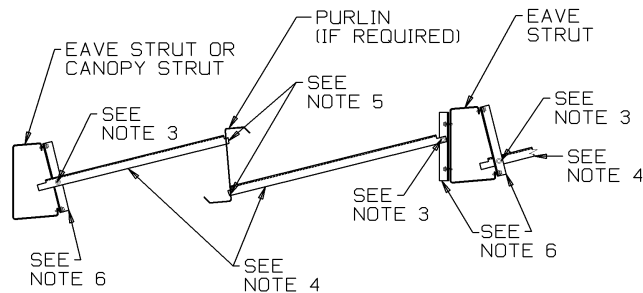 PURLIN
(IF REQUIRED)
EAVE
STRUT
EAVE STRUT OR
CANOPY STRUT
SEE
NOTE 5
SEE
NOTE 3
SEE
NOTE 3
SEE
NOTE 4
SEE
NOTE 3
SEE
NOTE 6
SEE
NOTE 6
SEE
NOTE 4